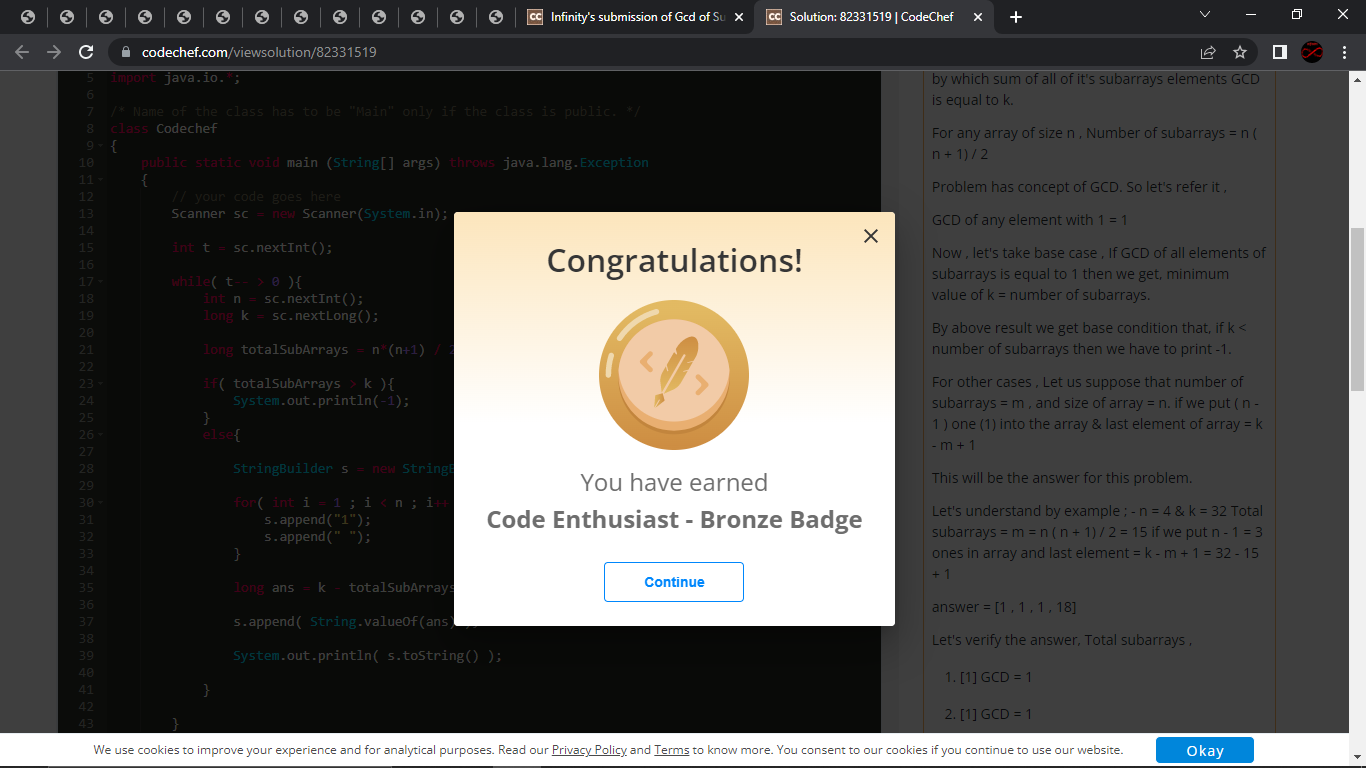 Infinity's submission of Gcd of Su
Solution: 82331519 | CodeChef
codechef.com/viewsolution/82331519
5 import java.io.*;
6
7 /* Name of the class has to be "Main" only if the class is public. */
8 class Codechef
9 {
10 public static void main (String[] args) throws java.lang.Exception
11 {
12 // your code goes here
13 Scanner sc = new Scanner(System.in);
14
15 int t = sc.nextInt();
16
17 while( t-- > 0 ){
18 int n = sc.nextInt();
19 long k = sc.nextLong();
20
21 long totalSubArrays = n*(n+1) / 2
22
23 if( totalSubArrays > k ){
24 System.out.println(-1);
25 }
26 else{
27
28 StringBuilder s = new StringB
29
30 for( int i = 1 ; i < n ; i++
31 s.append("1");
32 s.append(" ");
33 }
34
35 long ans = k - totalSubArrays
36
37 s.append( String.valueOf(ans) );
38
39 System.out.println( s.toString() );
40
41 }
42
43 }
Congratulations!
You have earned
Code Enthusiast - Bronze Badge
Continue
by which sum of all of it's subarrays elements GCD
is equal to k.
For any array of size n , Number of subarrays = n (
n + 1) / 2
Problem has concept of GCD. So let's refer it ,
GCD of any element with 1 = 1
Now , let's take base case , If GCD of all elements of
subarrays is equal to 1 then we get, minimum
value of k = number of subarrays.
By above result we get base condition that, if k <
number of subarrays then we have to print -1.
For other cases , Let us suppose that number of
subarrays = m , and size of array = n. if we put ( n -
1 ) one (1) into the array & last element of array = k
- m + 1
This will be the answer for this problem.
Let's understand by example ; - n = 4 & k = 32 Total
subarrays = m = n ( n + 1) / 2 = 15 if we put n - 1 = 3
ones in array and last element = k - m + 1 = 32 - 15
+ 1
answer = [1 , 1 , 1 , 18]
Let's verify the answer, Total subarrays ,
1. [1] GCD = 1
2. [1] GCD = 1
We use cookies to improve your experience and for analytical purposes. Read our Privacy Policy and Terms to know more. You consent to our cookies if you continue to use our website.
Okay